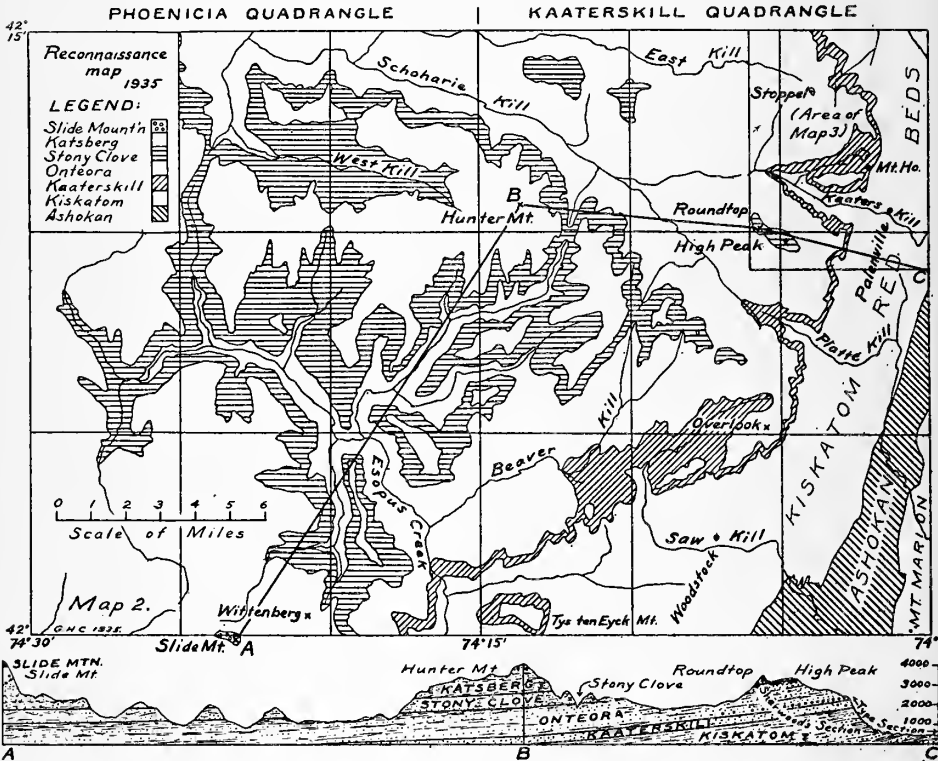 PHOENICIA QUADRANGLE | KAATERSKILL QUADRANGLE
42°
15'
Reconnaissance
map
1935
LEGEND:
Slide Mount'n
Katsberg
Stony Clove
Onteora
Kaaterskill
Kiskatom
Ashokan
Schoharie
Kill
East Kill
Stoppel
(Area of
Map 3)
BEDS
West Kill
Mt. Ho.
B
Hunter Mt.
Roundtop
Kaaters Kill
High Peak
Palenville
RED
C
Platte Kill
Kill
Overlook x
Beaver
Esopus Creek
KISKATOM
ASHOKAN
0 1 2 3 4 5 6
Scale of Miles
Saw Kill
Woodstock
MT. MARION
Map 2.
G.H.C 1935.
Wittenberg x
Tys ten Eyck Mt.
42°
74°30'
Slide Mt. A
74°15'
74°
SLIDE MTN.
Slide Mt.
Hunter Mt
KATSBERG
STONY CLOVE
Stony Clove
ONTEORA
KAATERSKILL
KISKATOM
Roundtop
High Peak
Sherwood's Section
Type Section
4000
3000
2000
1000
A B C